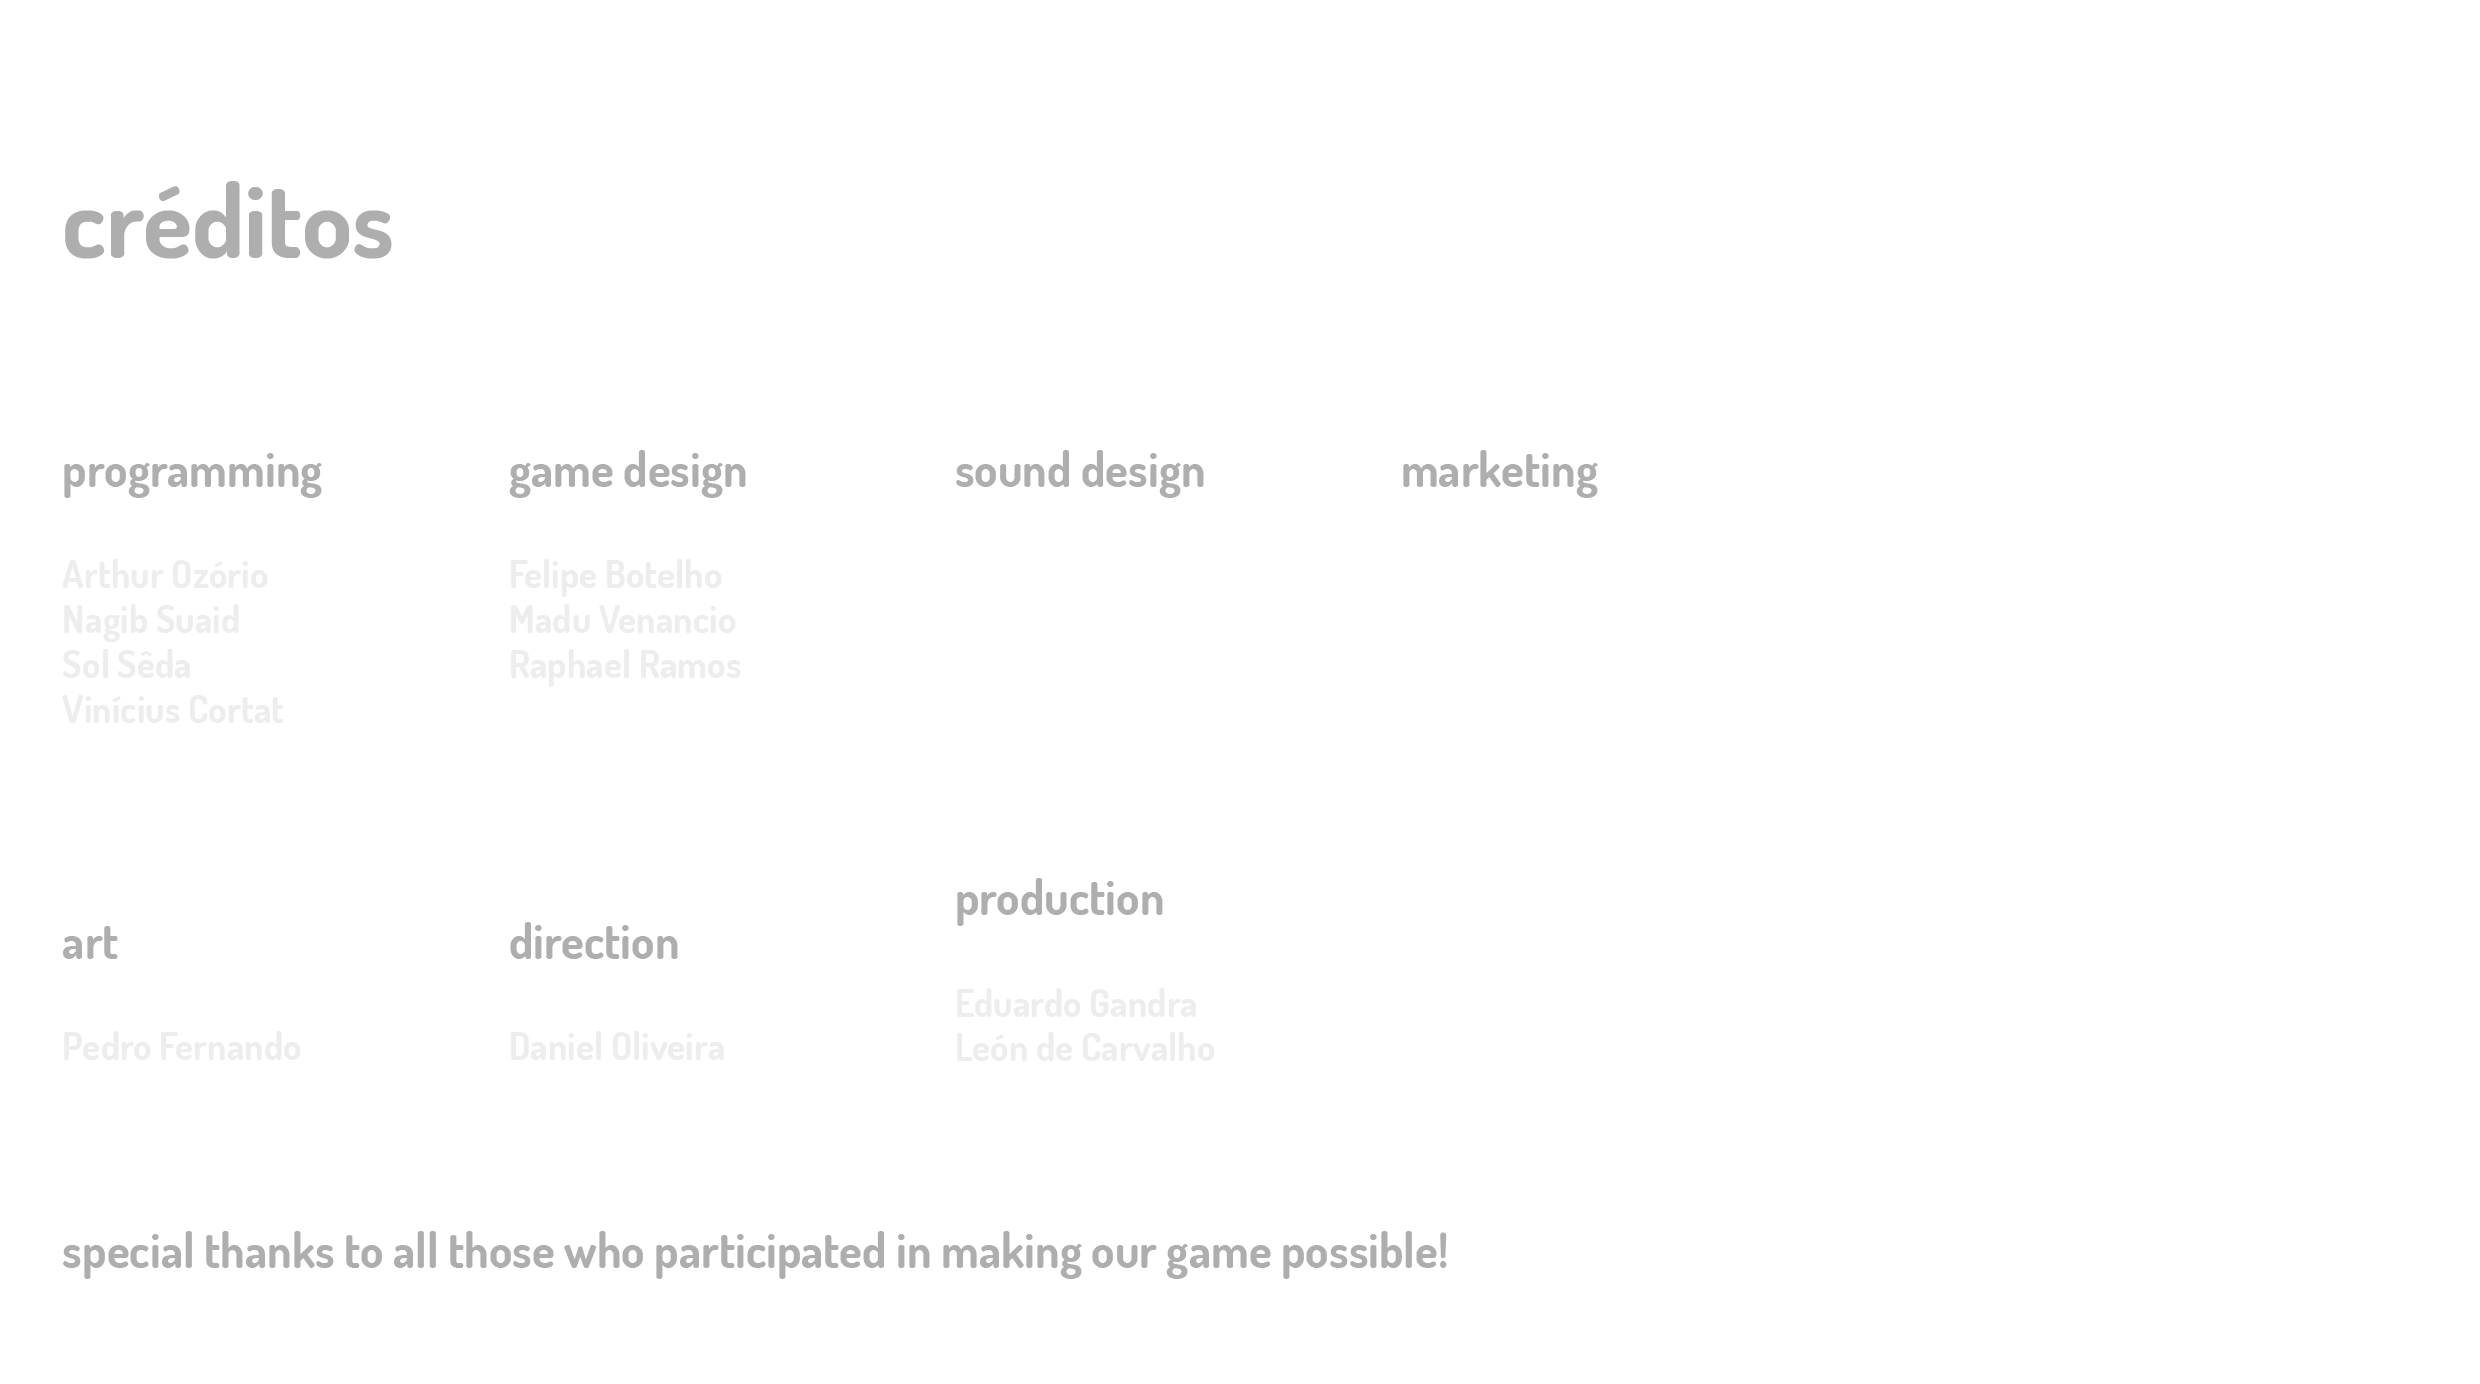 créditos
programming
Arthur Ozório
Nagib Suaid
Sol Sêda
Vinícius Cortat
game design
Felipe Botelho
Madu Venancio
Raphael Ramos
sound design
marketing
art
Pedro Fernando
direction
Daniel Oliveira
production
Eduardo Gandra
León de Carvalho
special thanks to all those who participated in making our game possible!